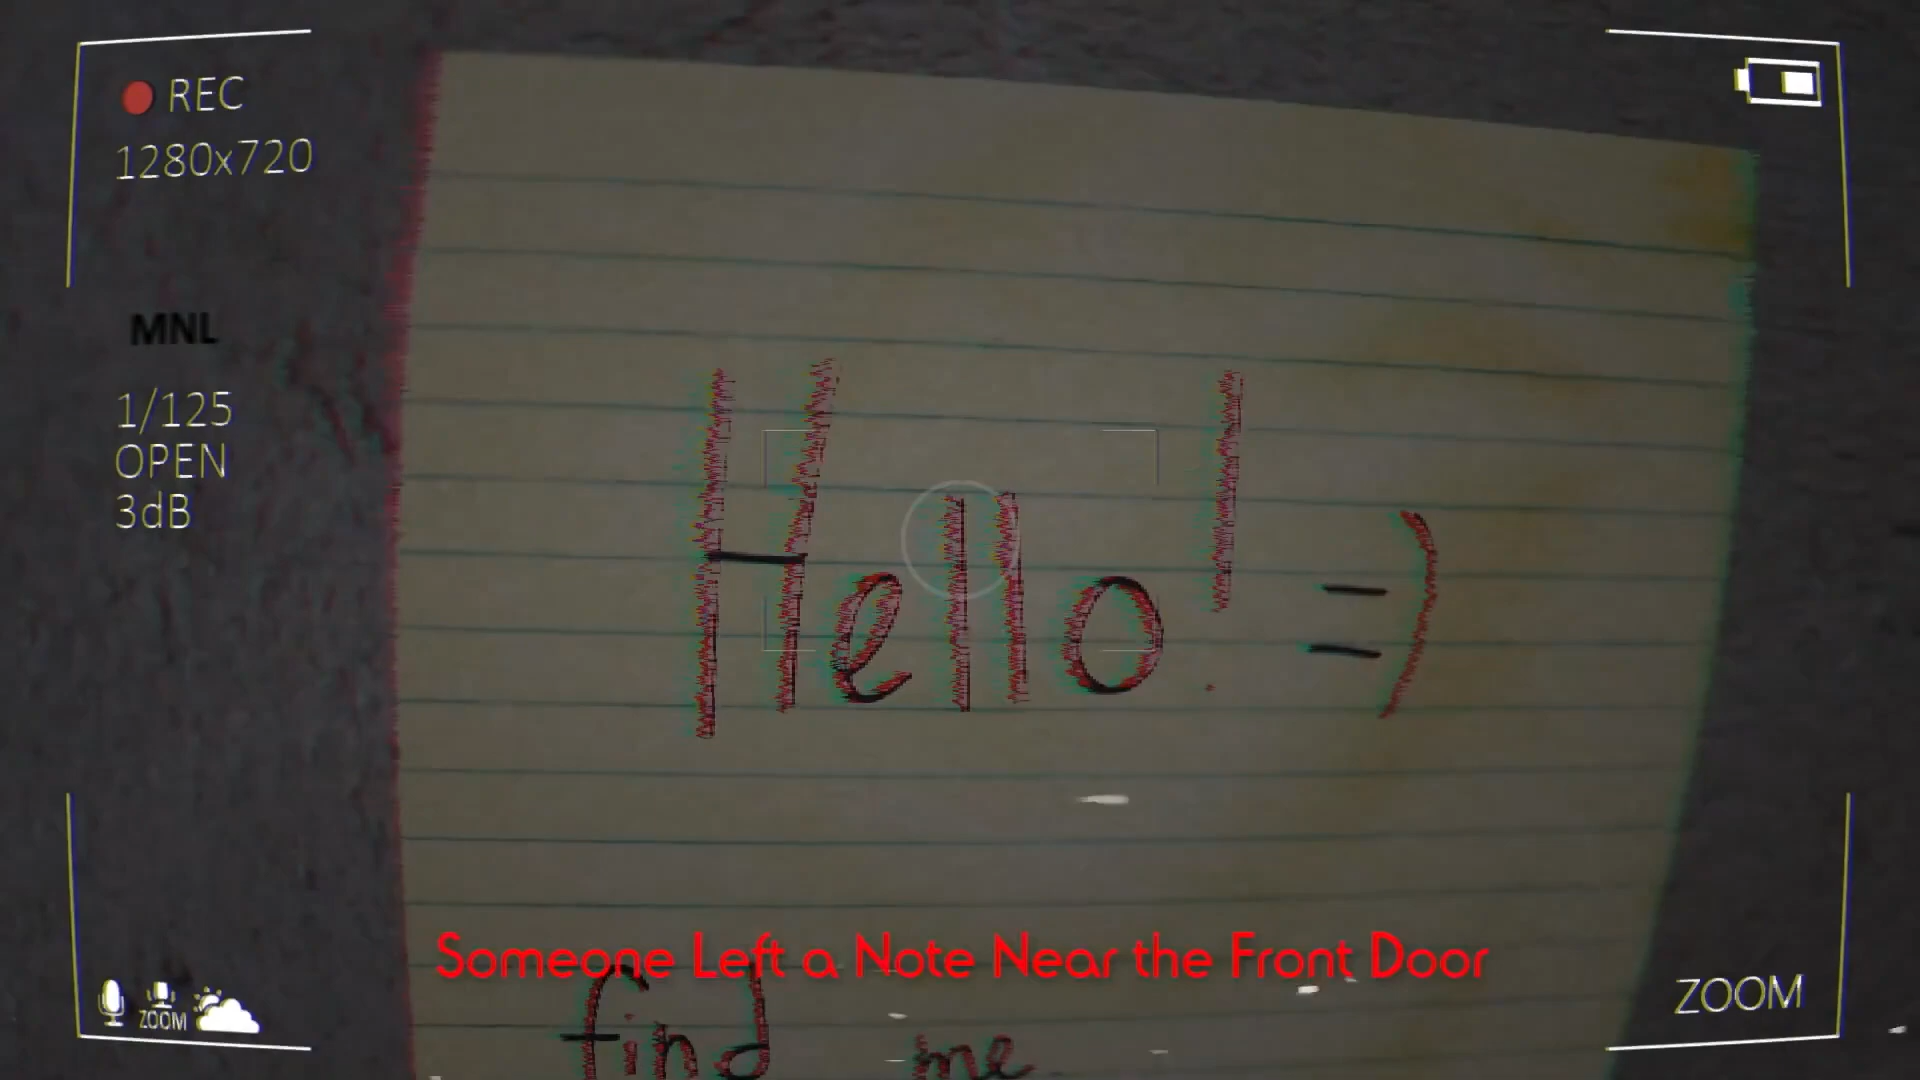 REC
1280x720
MNL
1/125
OPEN
3dB
Hello! =)
Someone Left a Note Near the Front Door
find me
ZOOM
ZOOM